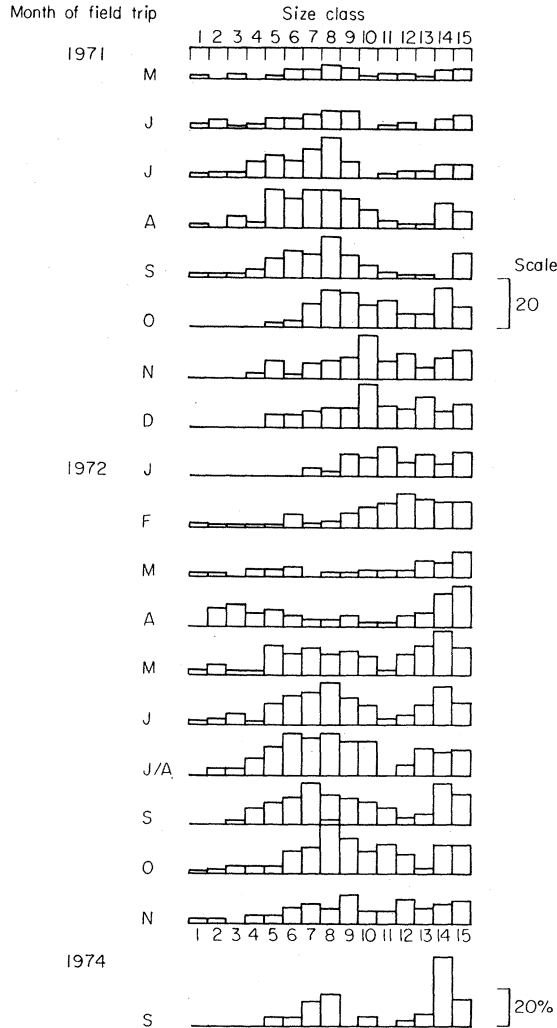 Month of field trip Size class
1 2 3 4 5 6 7 8 9 10 11 12 13 14 15
1971
M
J
J
A
S
Scale
20
O
N
D
1972 J
F
M
A
M
J
J/A
S
O
N
1 2 3 4 5 6 7 8 9 10 11 12 13 14 15
1974
20%
S